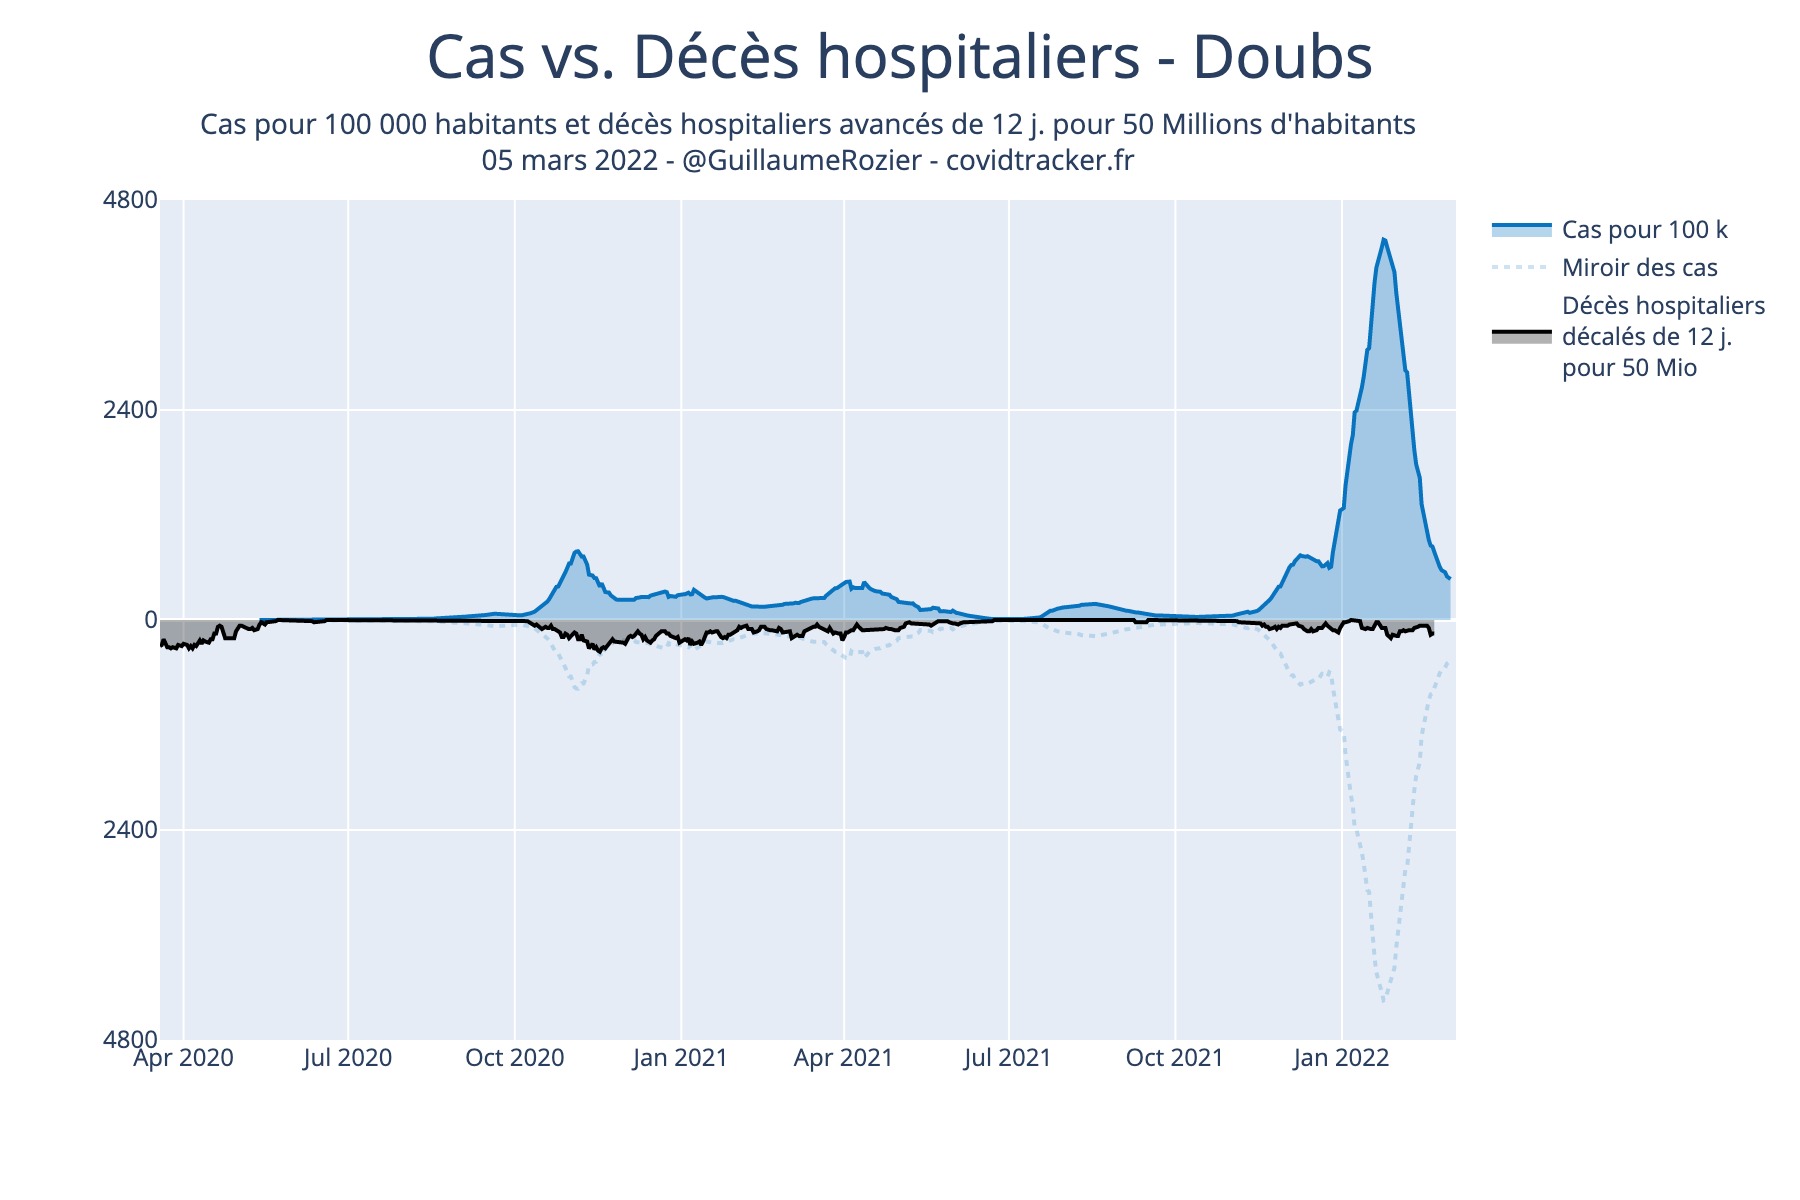 Cas vs. Décès hospitaliers - Doubs
Cas pour 100 000 habitants et décès hospitaliers avancés de 12 j. pour 50 Millions d'habitants
05 mars 2022 - @GuillaumeRozier - covidtracker.fr
4800
2400
0
2400
4800
Apr 2020
Jul 2020
Oct 2020
Jan 2021
Apr 2021
Jul 2021
Oct 2021
Jan 2022
Cas pour 100 k
Miroir des cas
Décès hospitaliers
décalés de 12 j.
pour 50 Mio